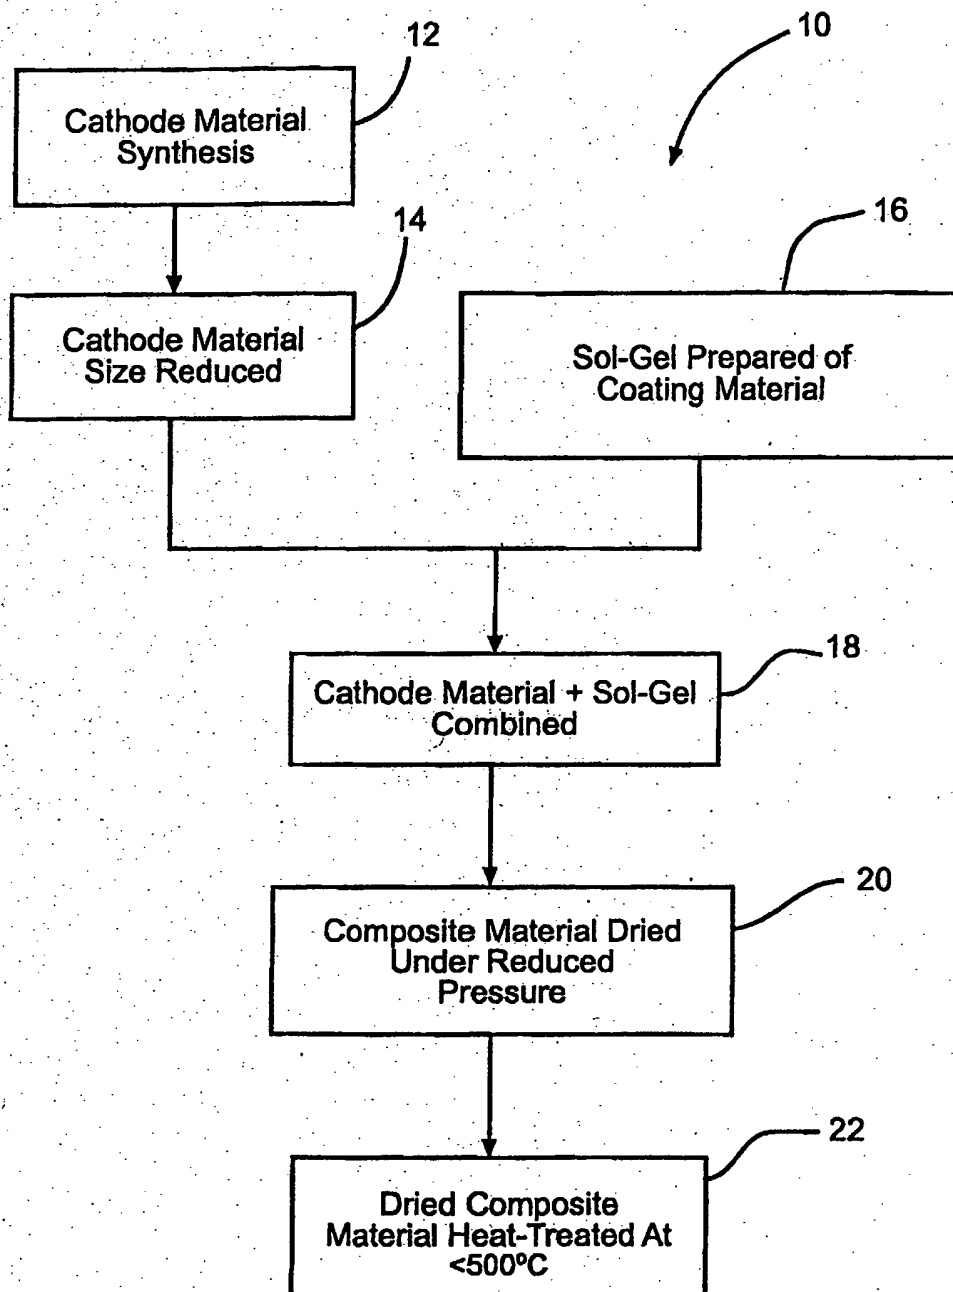 10
12
Cathode Material
Synthesis
14
Cathode Material
Size Reduced
16
Sol-Gel Prepared of
Coating Material
18
Cathode Material + Sol-Gel
Combined
20
Composite Material Dried
Under Reduced
Pressure
22
Dried Composite
Material Heat-Treated At
<500ºC